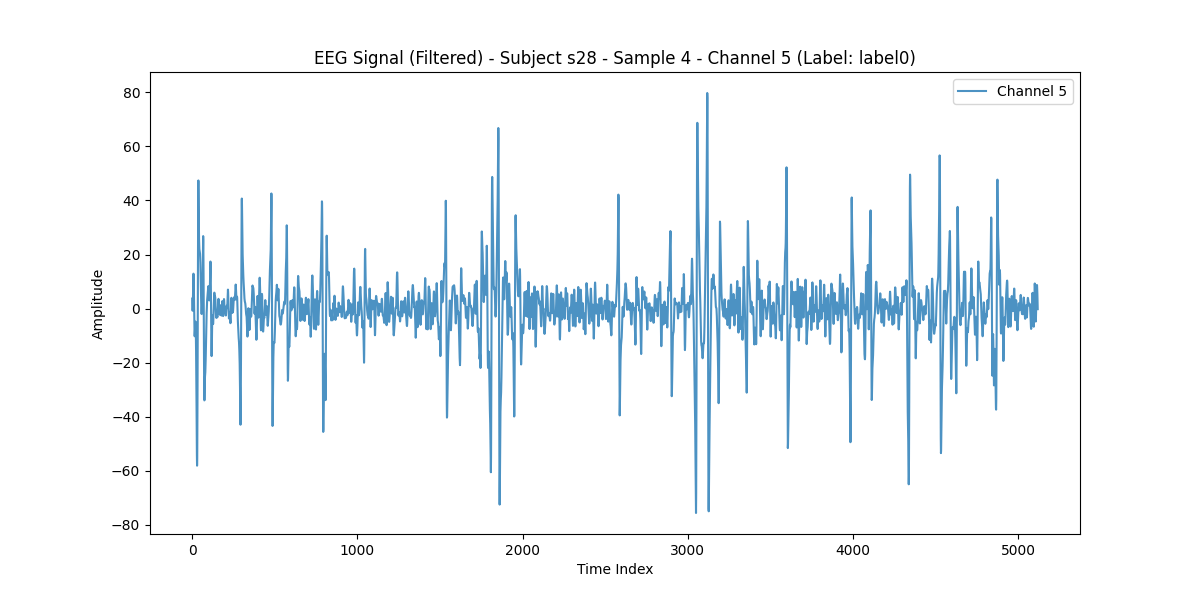 EEG Signal (Filtered) - Subject s28 - Sample 4 - Channel 5 (Label: label0)
Channel 5
80
60
40
20
0
−20
−40
−60
−80
Amplitude
0 1000 2000 3000 4000 5000
Time Index